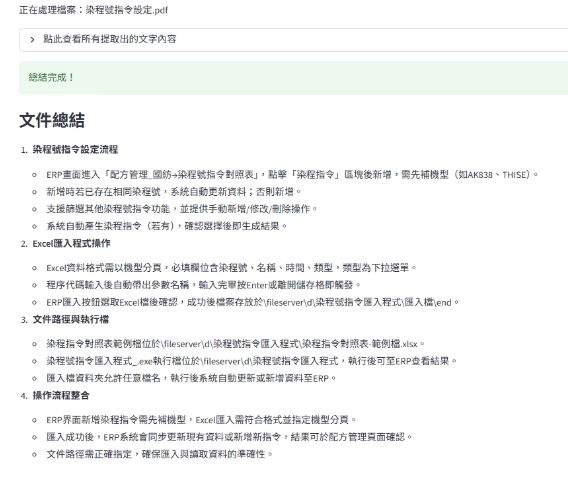 正在處理檔案：染程號指令設定.pdf
點此查看所有提取出的文字內容
總結完成！
文件總結
1. 染程號指令設定流程
ERP畫面進入「配方管理_國紡→染程號指令對照表」，點擊「染程指令」區塊後新增，需先補機型（如AK838、THISE）。
新增時若已存在相同染程號，系統自動更新資料；否則新增。
支援篩選其他染程號指令功能，並提供手動新增/修改/刪除操作。
系統自動產生染程指令（若有），確認選擇後即生成結果。
2. Excel匯入程式操作
Excel資料格式需以機型分頁，必填欄位含染程號、名稱、時間、類型，類型為下拉選單。
程序代碼輸入後自動帶出參數名稱，輸入完畢按Enter或離開儲存格即觸發。
ERP匯入按鈕選取Excel檔後確認，成功後檔案存放於\fileserver\d\染程號指令匯入程式\匯入檔\end。
3. 文件路徑與執行檔
染程指令對照表範例檔位於\fileserver\d\染程號指令匯入程式\染程指令對照表-範例檔.xlsx。
染程號指令匯入程式_.exe執行檔位於\fileserver\d\染程號指令匯入程式，執行後可至ERP查看結果。
匯入檔資料夾允許任意檔名，執行後系統自動更新或新增資料至ERP。
4. 操作流程整合
ERP界面新增染程指令需先補機型，Excel匯入需符合格式並指定機型分頁。
匯入成功後，ERP系統會同步更新現有資料或新增新指令，結果可於配方管理頁面確認。
文件路徑需正確指定，確保匯入與讀取資料的準確性。